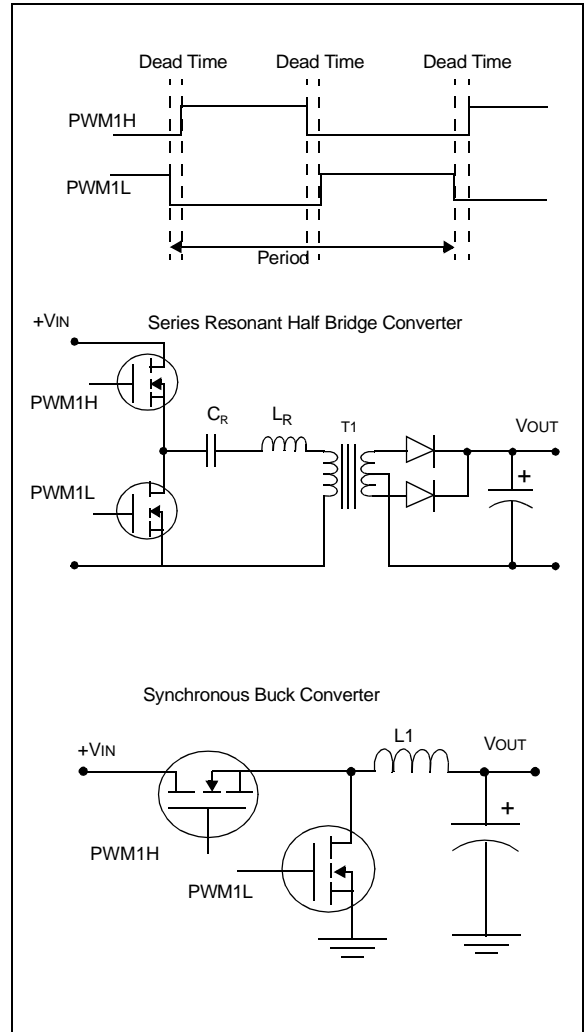 Dead Time Dead Time Dead Time
PWM1H
PWM1L
Period
Series Resonant Half Bridge Converter
+VIN
PWM1H
CR LR T1 VOUT
+
PWM1L
Synchronous Buck Converter
+VIN L1 VOUT
+
PWM1H
PWM1L